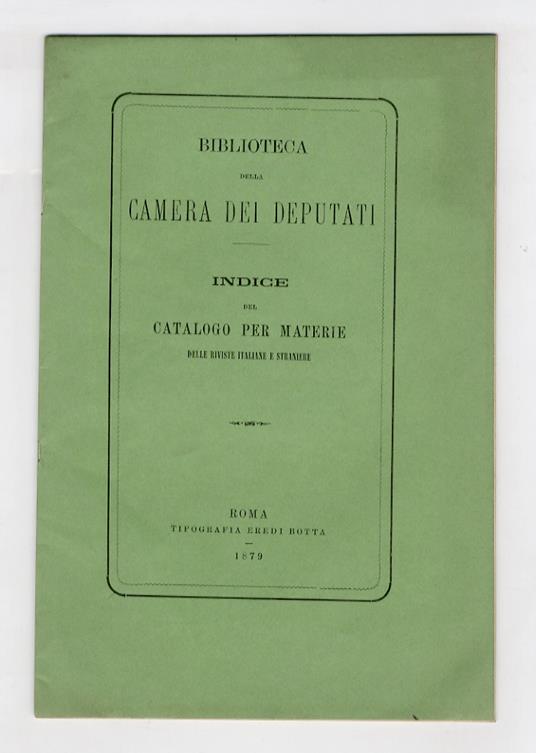 BIBLIOTECA
DELLA
CAMERA DEI DEPUTATI
INDICE
DEL
CATALOGO PER MATERIE
DELLE RIVISTE ITALIANE E STRANIERE
ROMA
TIPOGRAFIA EREDI BOTTA
1879